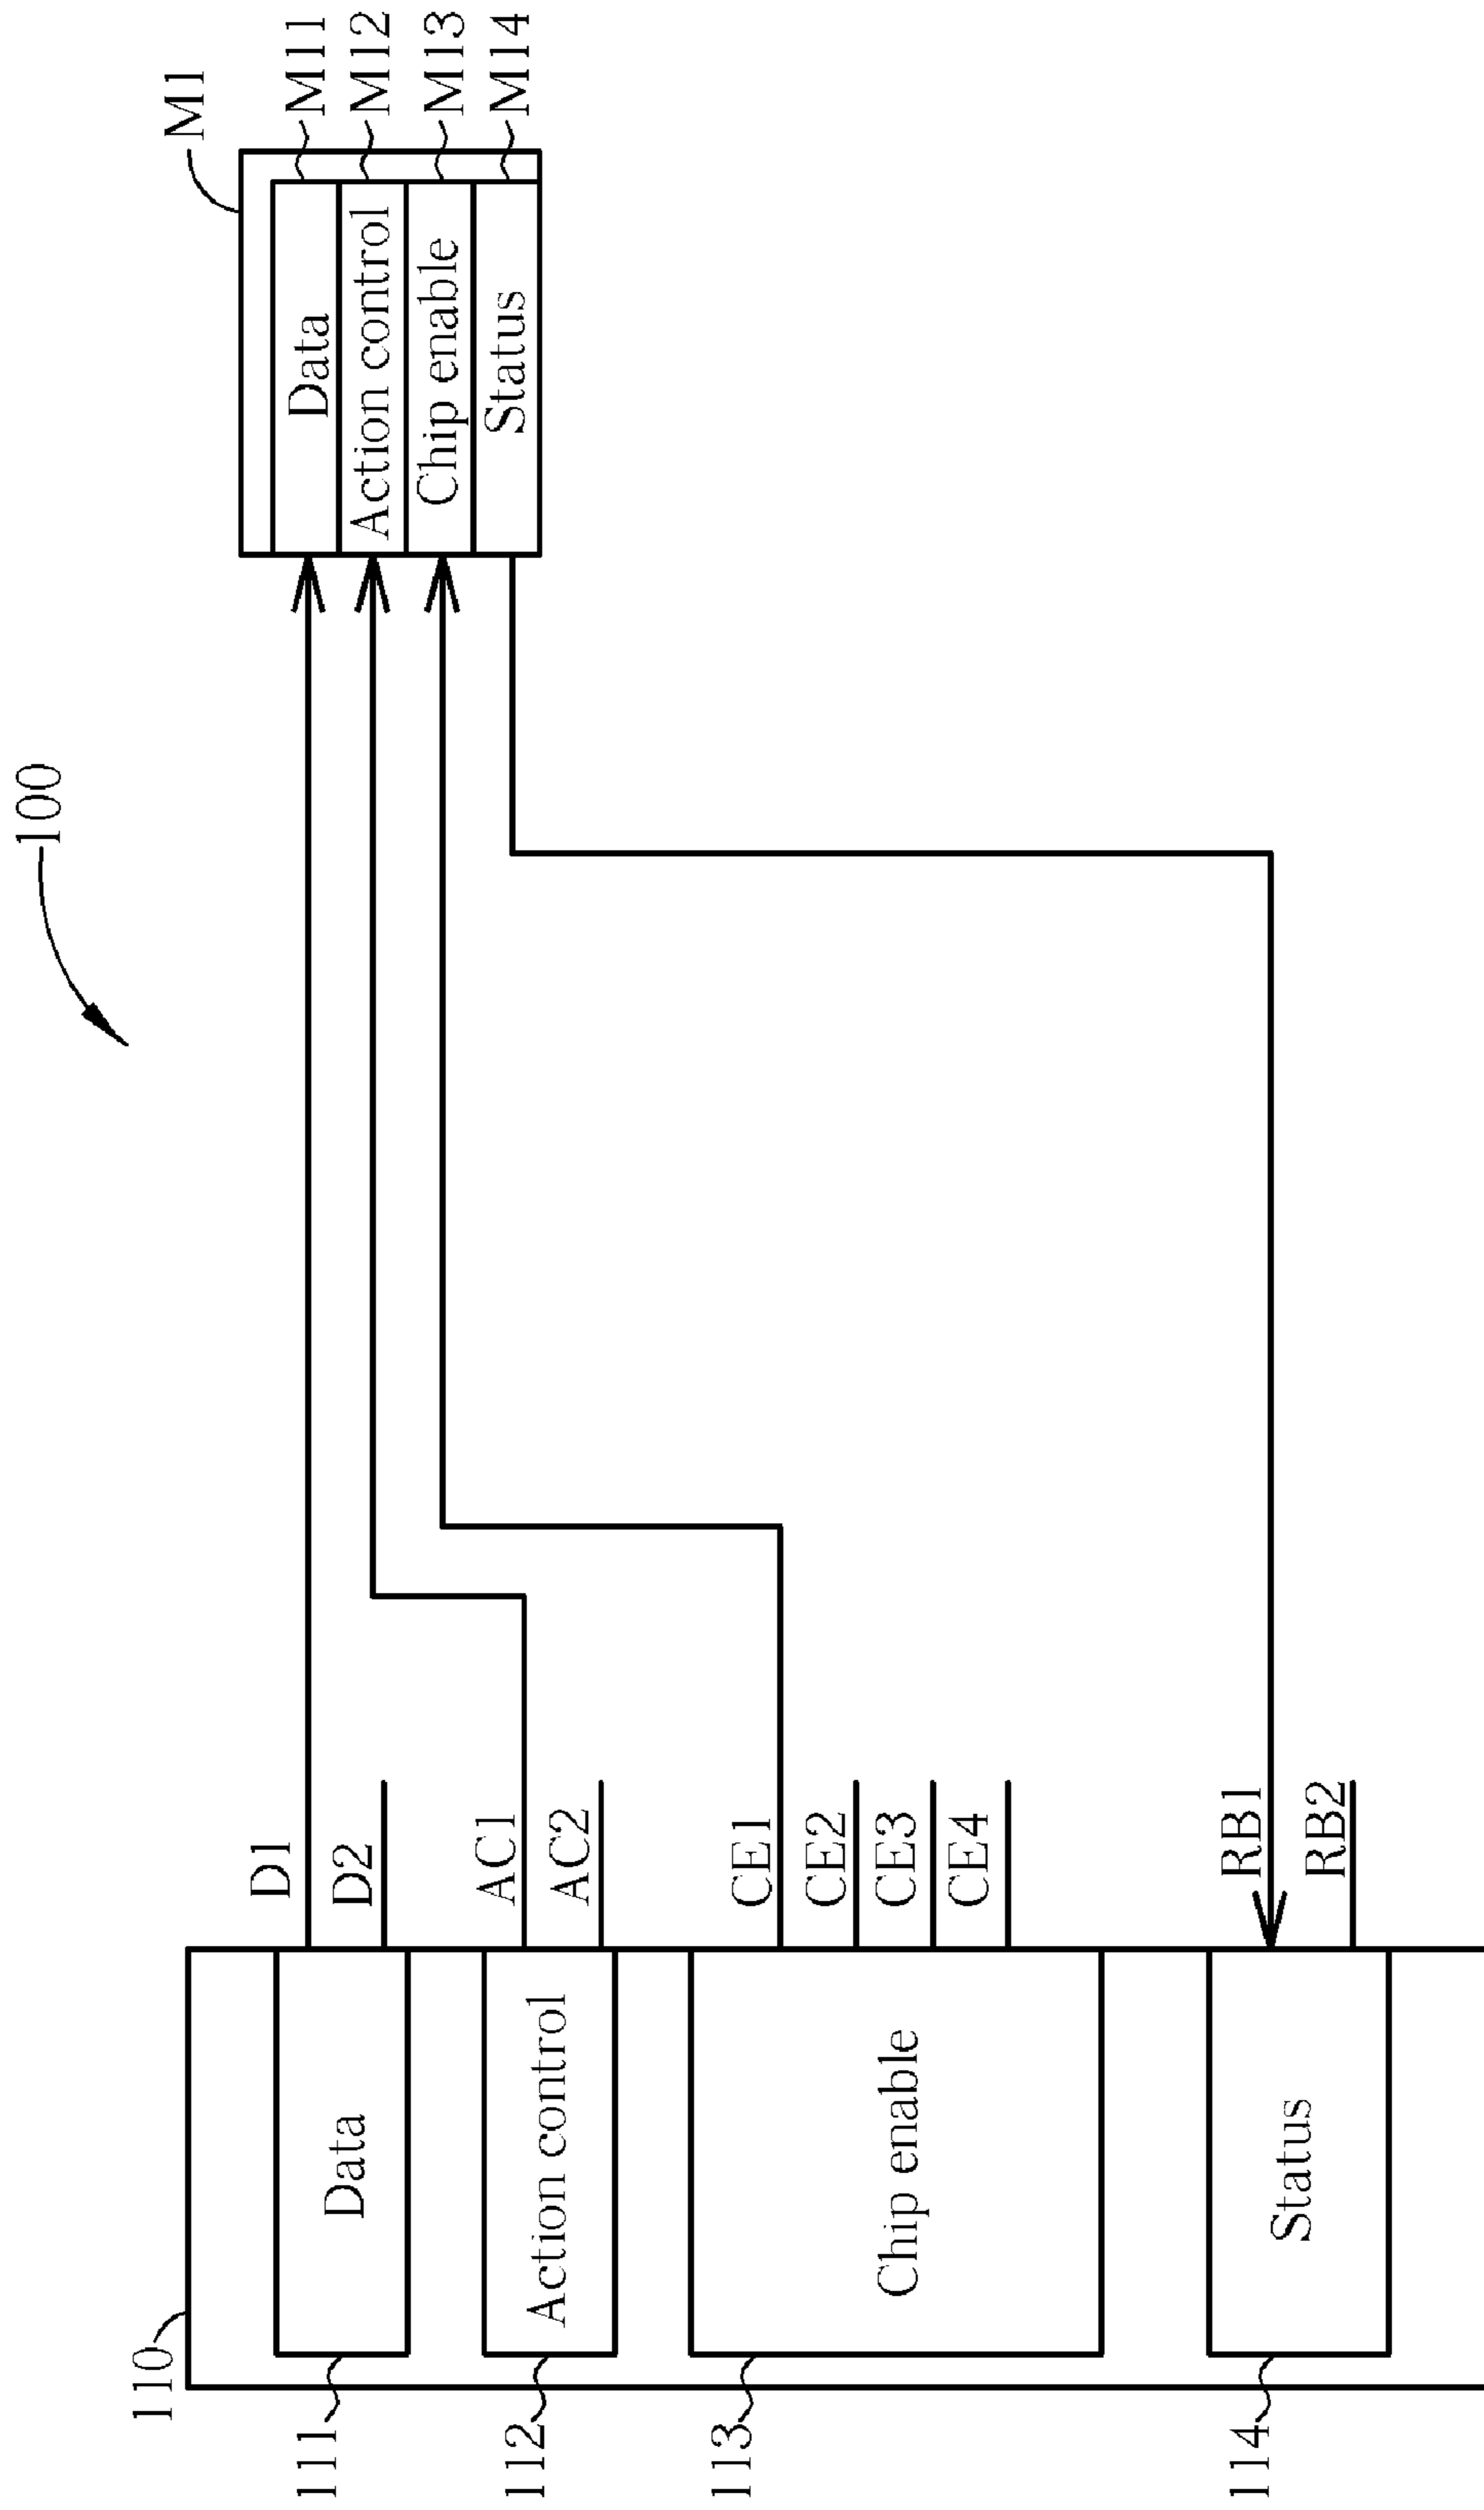 100
110
111
Data
D1
D2
112
Action control
AC1
AC2
113
Chip enable
CE1
CE2
CE3
CE4
114
Status
RB1
RB2
M1
Data
M11
Action control
M12
Chip enable
M13
Status
M14